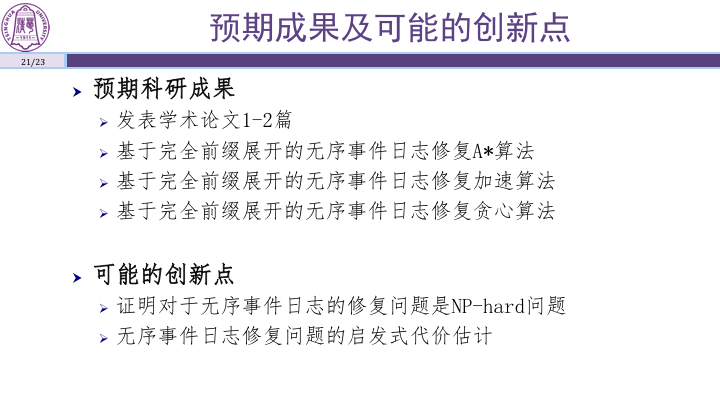 预期成果及可能的创新点
TSINGHUA UNIVERSITY
-1911-
21/23
预期科研成果
发表学术论文1-2篇
基于完全前缀展开的无序事件日志修复A*算法
基于完全前缀展开的无序事件日志修复加速算法
基于完全前缀展开的无序事件日志修复贪心算法
可能的创新点
证明对于无序事件日志的修复问题是NP-hard问题
无序事件日志修复问题的启发式代价估计